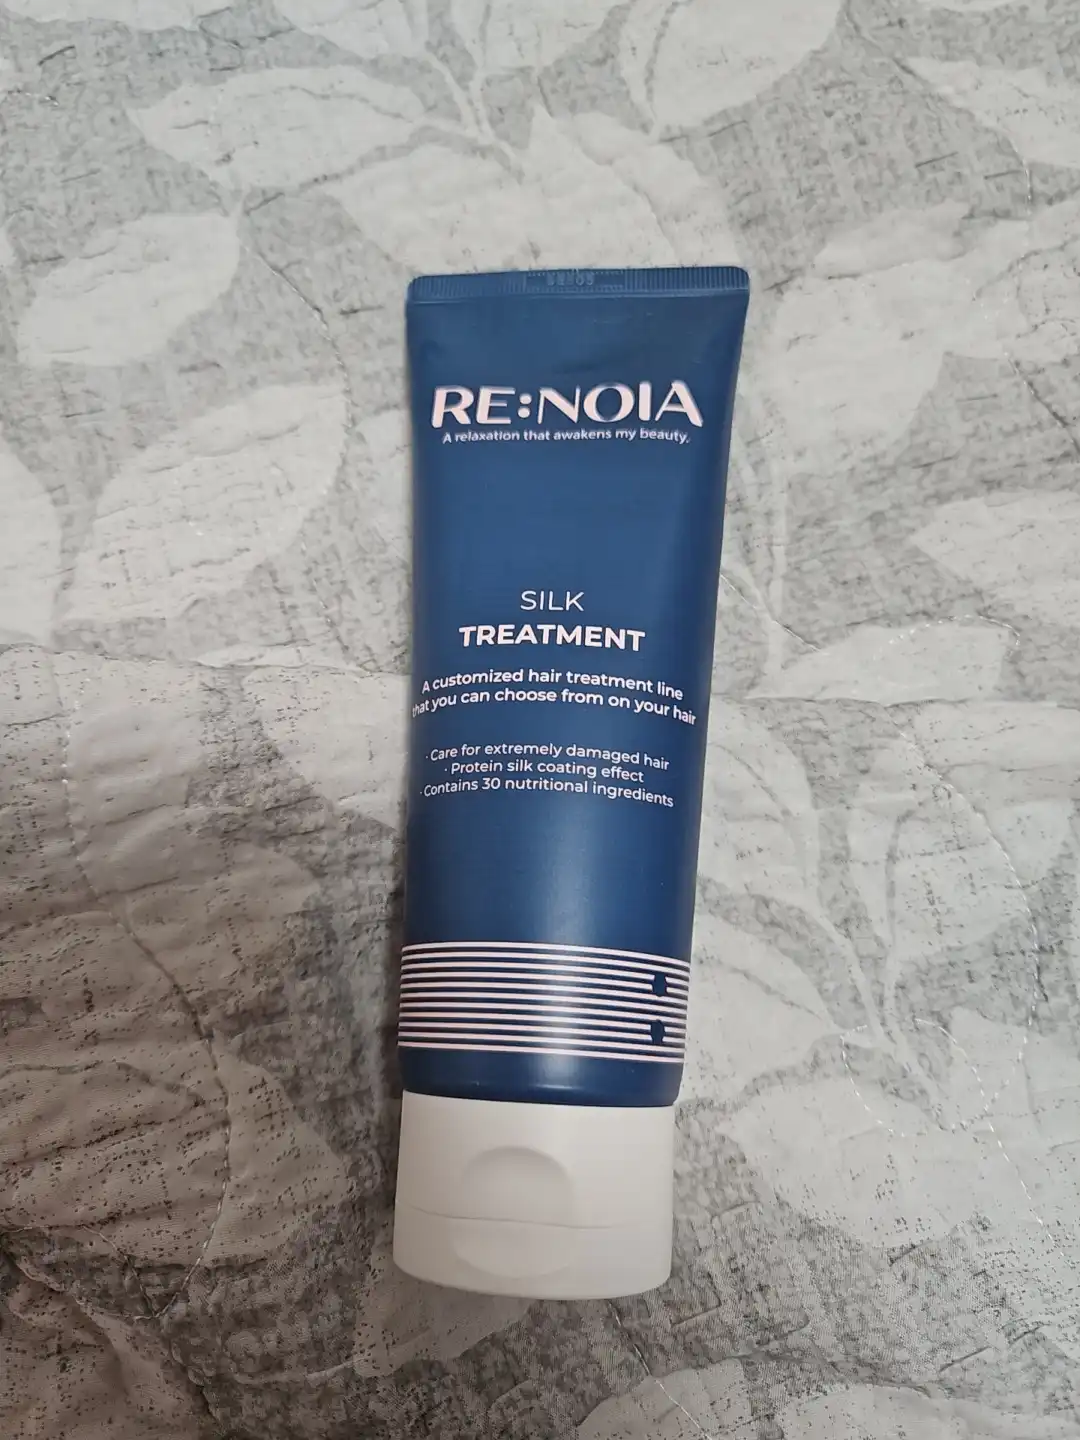 RE:NOIA
A relaxation that awakens my beauty.
SILK
TREATMENT
A customized hair treatment line
that you can choose from on your hair
· Care for extremely damaged hair
· Protein silk coating effect
· Contains 30 nutritional ingredients